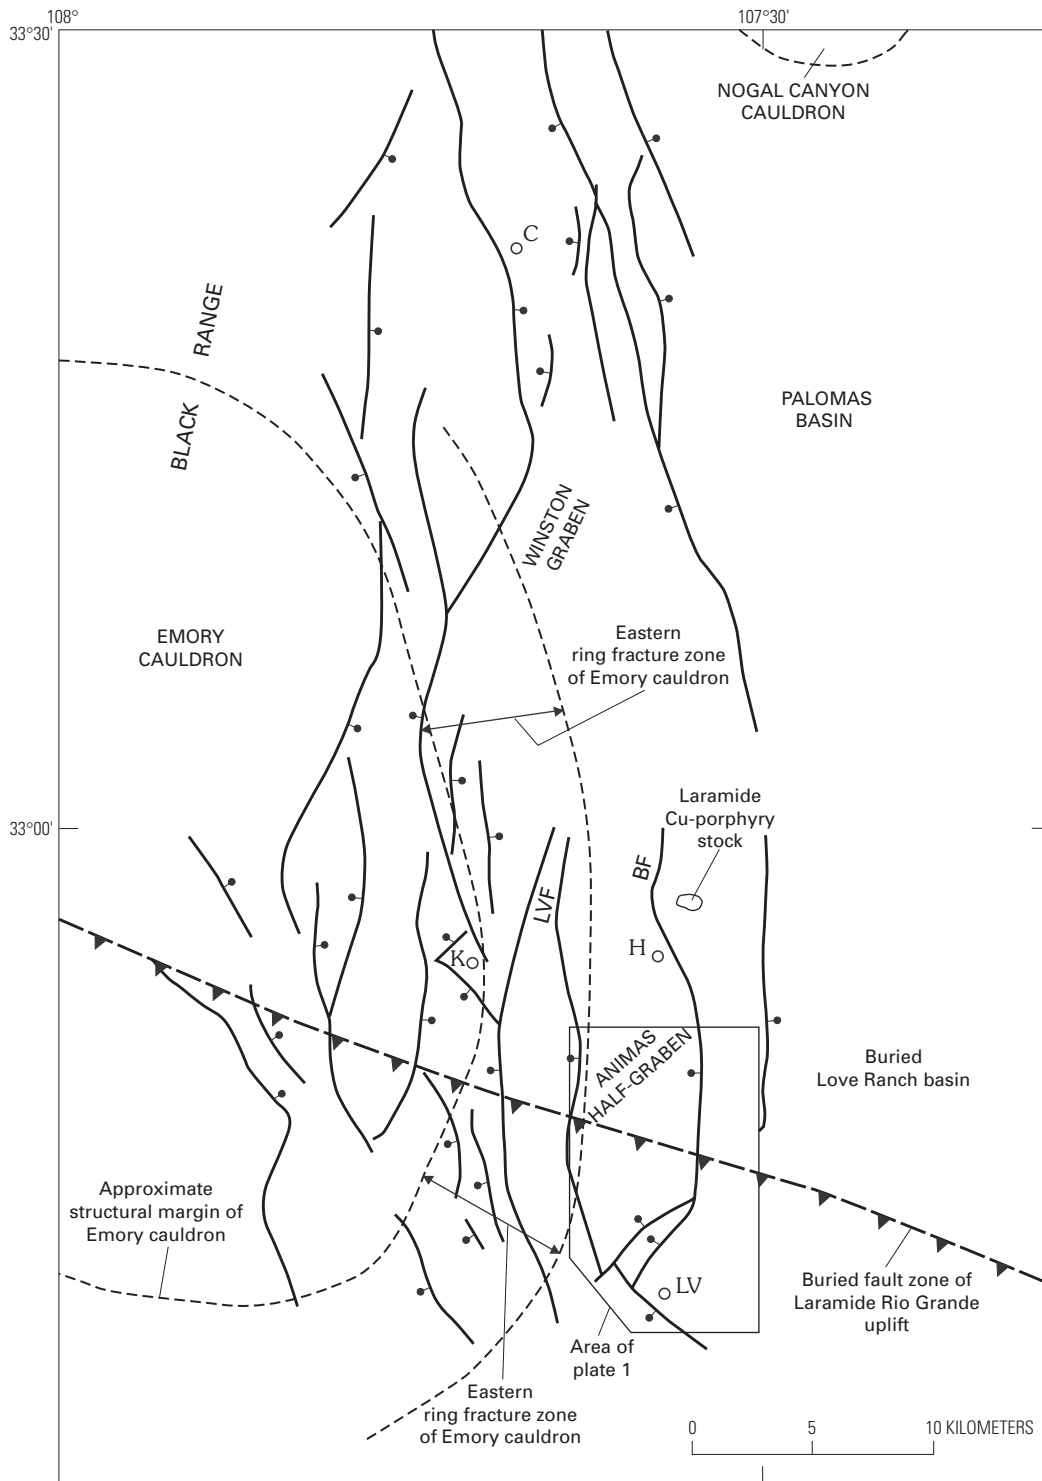 108°
107°30'
33°30'
NOGAL CANYON
CAULDRON
C
RANGE
BLACK
PALOMAS
BASIN
WINSTON
GRABEN
EMORY
CAULDRON
Eastern
ring fracture zone
of Emory cauldron
Laramide
Cu-porphyry
stock
33°00'
BF
LVF
H
K
ANIMAS
HALF-GRABEN
Buried
Love Ranch basin
Approximate
structural margin of
Emory cauldron
LV
Buried fault zone of
Laramide Rio Grande
uplift
Area of
plate 1
Eastern
ring fracture zone
of Emory cauldron
0 5 10 KILOMETERS